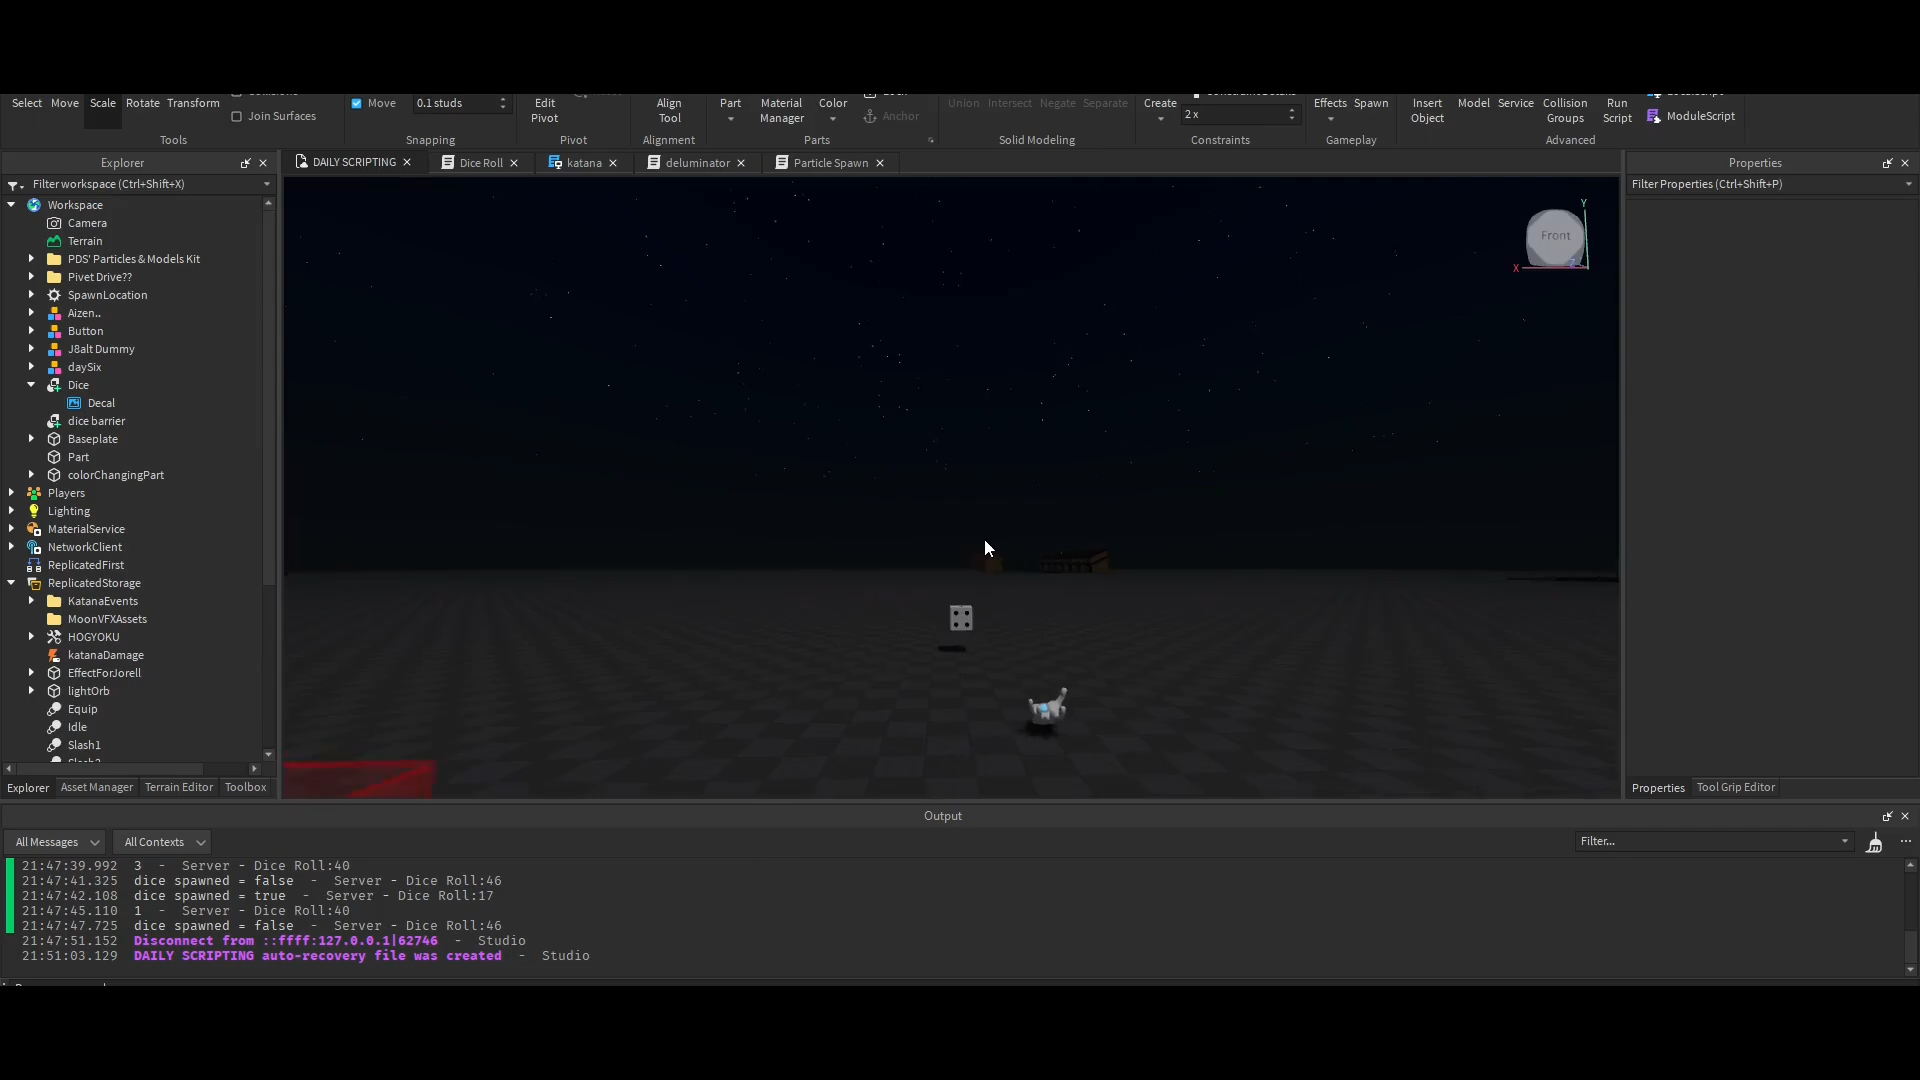 Select Move Scale Rotate Transform
Join Surfaces
Tools
Move 0.1 studs
Snapping
Edit Pivot
Pivot
Align Tool
Alignment
Part Material Manager Color Anchor
Parts
Union Intersect Negate Separate
Solid Modeling
Create 2 x
Constraints
Effects Spawn
Gameplay
Insert Object Model Service Collision Groups Run Script ModuleScript
Advanced
Explorer
DAILY SCRIPTING
Dice Roll
katana
deluminator
Particle Spawn
Properties
Filter workspace (Ctrl+Shift+X)
Filter Properties (Ctrl+Shift+P)
Workspace
Camera
Terrain
PDS' Particles & Models Kit
Pivet Drive??
SpawnLocation
Aizen..
Button
J8alt Dummy
daySix
Dice
Decal
dice barrier
Baseplate
Part
colorChangingPart
Players
Lighting
MaterialService
NetworkClient
ReplicatedFirst
ReplicatedStorage
KatanaEvents
MoonVFXAssets
HOGYOKU
katanaDamage
EffectForJorell
lightOrb
Equip
Idle
Slash1
Y
Front
X
Z
Explorer Asset Manager Terrain Editor Toolbox
Properties Tool Grip Editor
Output
All Messages All Contexts
Filter...
21:47:39.992 3 - Server - Dice Roll:40
21:47:41.325 dice spawned = false - Server - Dice Roll:46
21:47:42.108 dice spawned = true - Server - Dice Roll:17
21:47:45.110 1 - Server - Dice Roll:40
21:47:47.725 dice spawned = false - Server - Dice Roll:46
21:47:51.152 Disconnect from ::ffff:127.0.0.1|62746 - Studio
21:51:03.129 DAILY SCRIPTING auto-recovery file was created - Studio